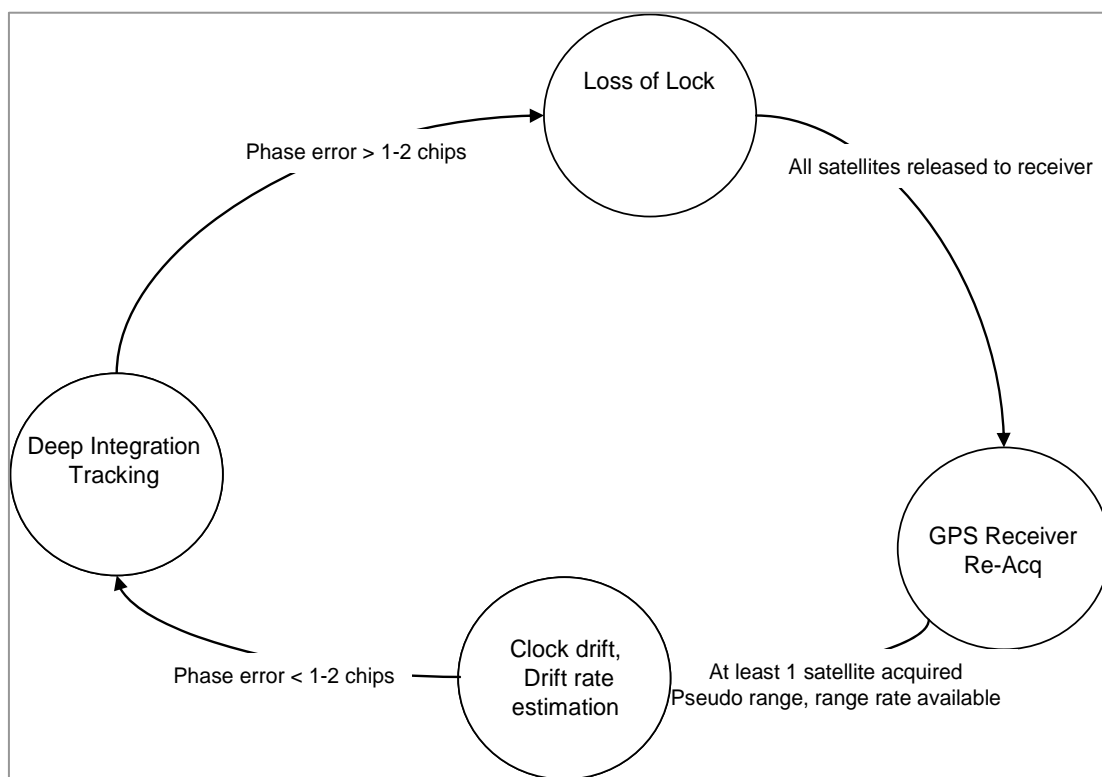 Loss of Lock
Phase error > 1-2 chips
All satellites released to receiver
Deep Integration
Tracking
GPS Receiver
Re-Acq
Clock drift,
Drift rate
estimation
Phase error < 1-2 chips
At least 1 satellite acquired
Pseudo range, range rate available